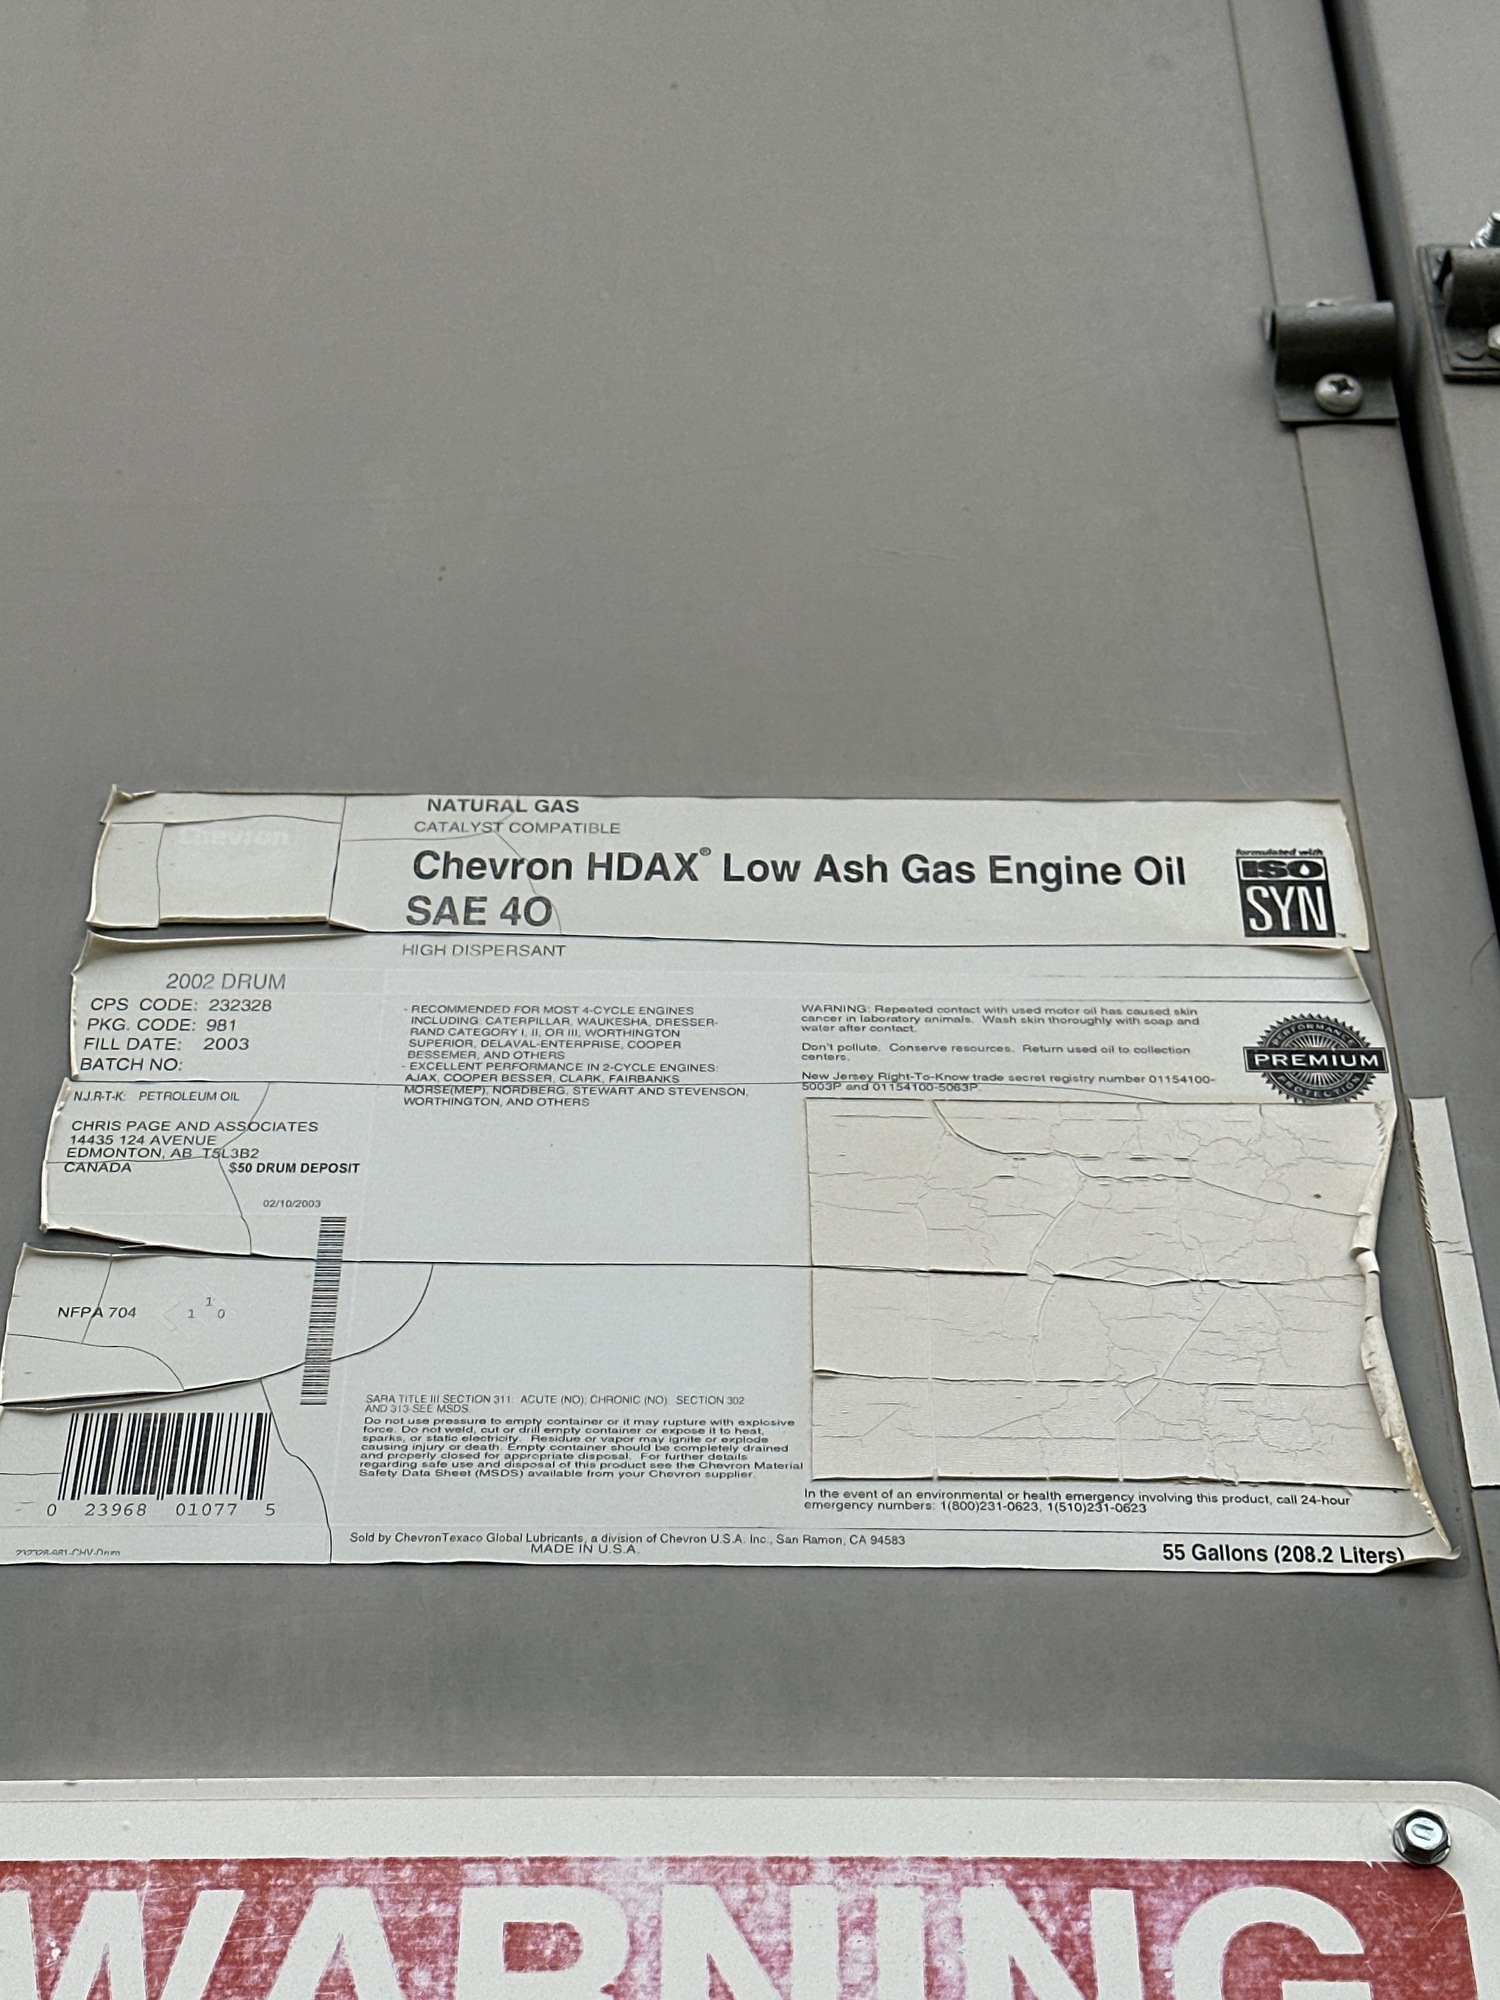 Chevron
NATURAL GAS
CATALYST COMPATIBLE
Chevron HDAX® Low Ash Gas Engine Oil
SAE 40
HIGH DISPERSANT
formulated with
ISO
SYN™
2002 DRUM
CPS CODE: 232328
PKG. CODE: 981
FILL DATE: 2003
BATCH NO:
N.J.R-T-K: PETROLEUM OIL
CHRIS PAGE AND ASSOCIATES
14435 124 AVENUE
EDMONTON, AB T5L3B2
CANADA $50 DRUM DEPOSIT
02/10/2003
NFPA 704
1
1 0
0 23968 01077 5
232328-981-CHV-Drum
- RECOMMENDED FOR MOST 4-CYCLE ENGINES
INCLUDING: CATERPILLAR, WAUKESHA, DRESSER-
RAND CATEGORY I, II, OR III, WORTHINGTON
SUPERIOR, DELAVAL-ENTERPRISE, COOPER
BESSEMER, AND OTHERS
- EXCELLENT PERFORMANCE IN 2-CYCLE ENGINES:
AJAX, COOPER BESSER, CLARK, FAIRBANKS
MORSE(MEP), NORDBERG, STEWART AND STEVENSON,
WORTHINGTON, AND OTHERS
SARA TITLE III SECTION 311: ACUTE (NO); CHRONIC (NO) SECTION 302
AND 313-SEE MSDS.
Do not use pressure to empty container or it may rupture with explosive
force. Do not weld, cut or drill empty container or expose it to heat,
sparks, or static electricity. Residue or vapor may ignite or explode
causing injury or death. Empty container should be completely drained
and properly closed for appropriate disposal. For further details
regarding safe use and disposal of this product see the Chevron Material
Safety Data Sheet (MSDS) available from your Chevron supplier.
WARNING: Repeated contact with used motor oil has caused skin
cancer in laboratory animals. Wash skin thoroughly with soap and
water after contact.
Don't pollute. Conserve resources. Return used oil to collection
centers.
New Jersey Right-To-Know trade secret registry number 01154100-
5003P and 01154100-5063P.
PERFORMANCE
PREMIUM
PROTECTION
In the event of an environmental or health emergency involving this product, call 24-hour
emergency numbers: 1(800)231-0623, 1(510)231-0623
Sold by ChevronTexaco Global Lubricants, a division of Chevron U.S.A. Inc., San Ramon, CA 94583
MADE IN U.S.A.
55 Gallons (208.2 Liters)
WARNING